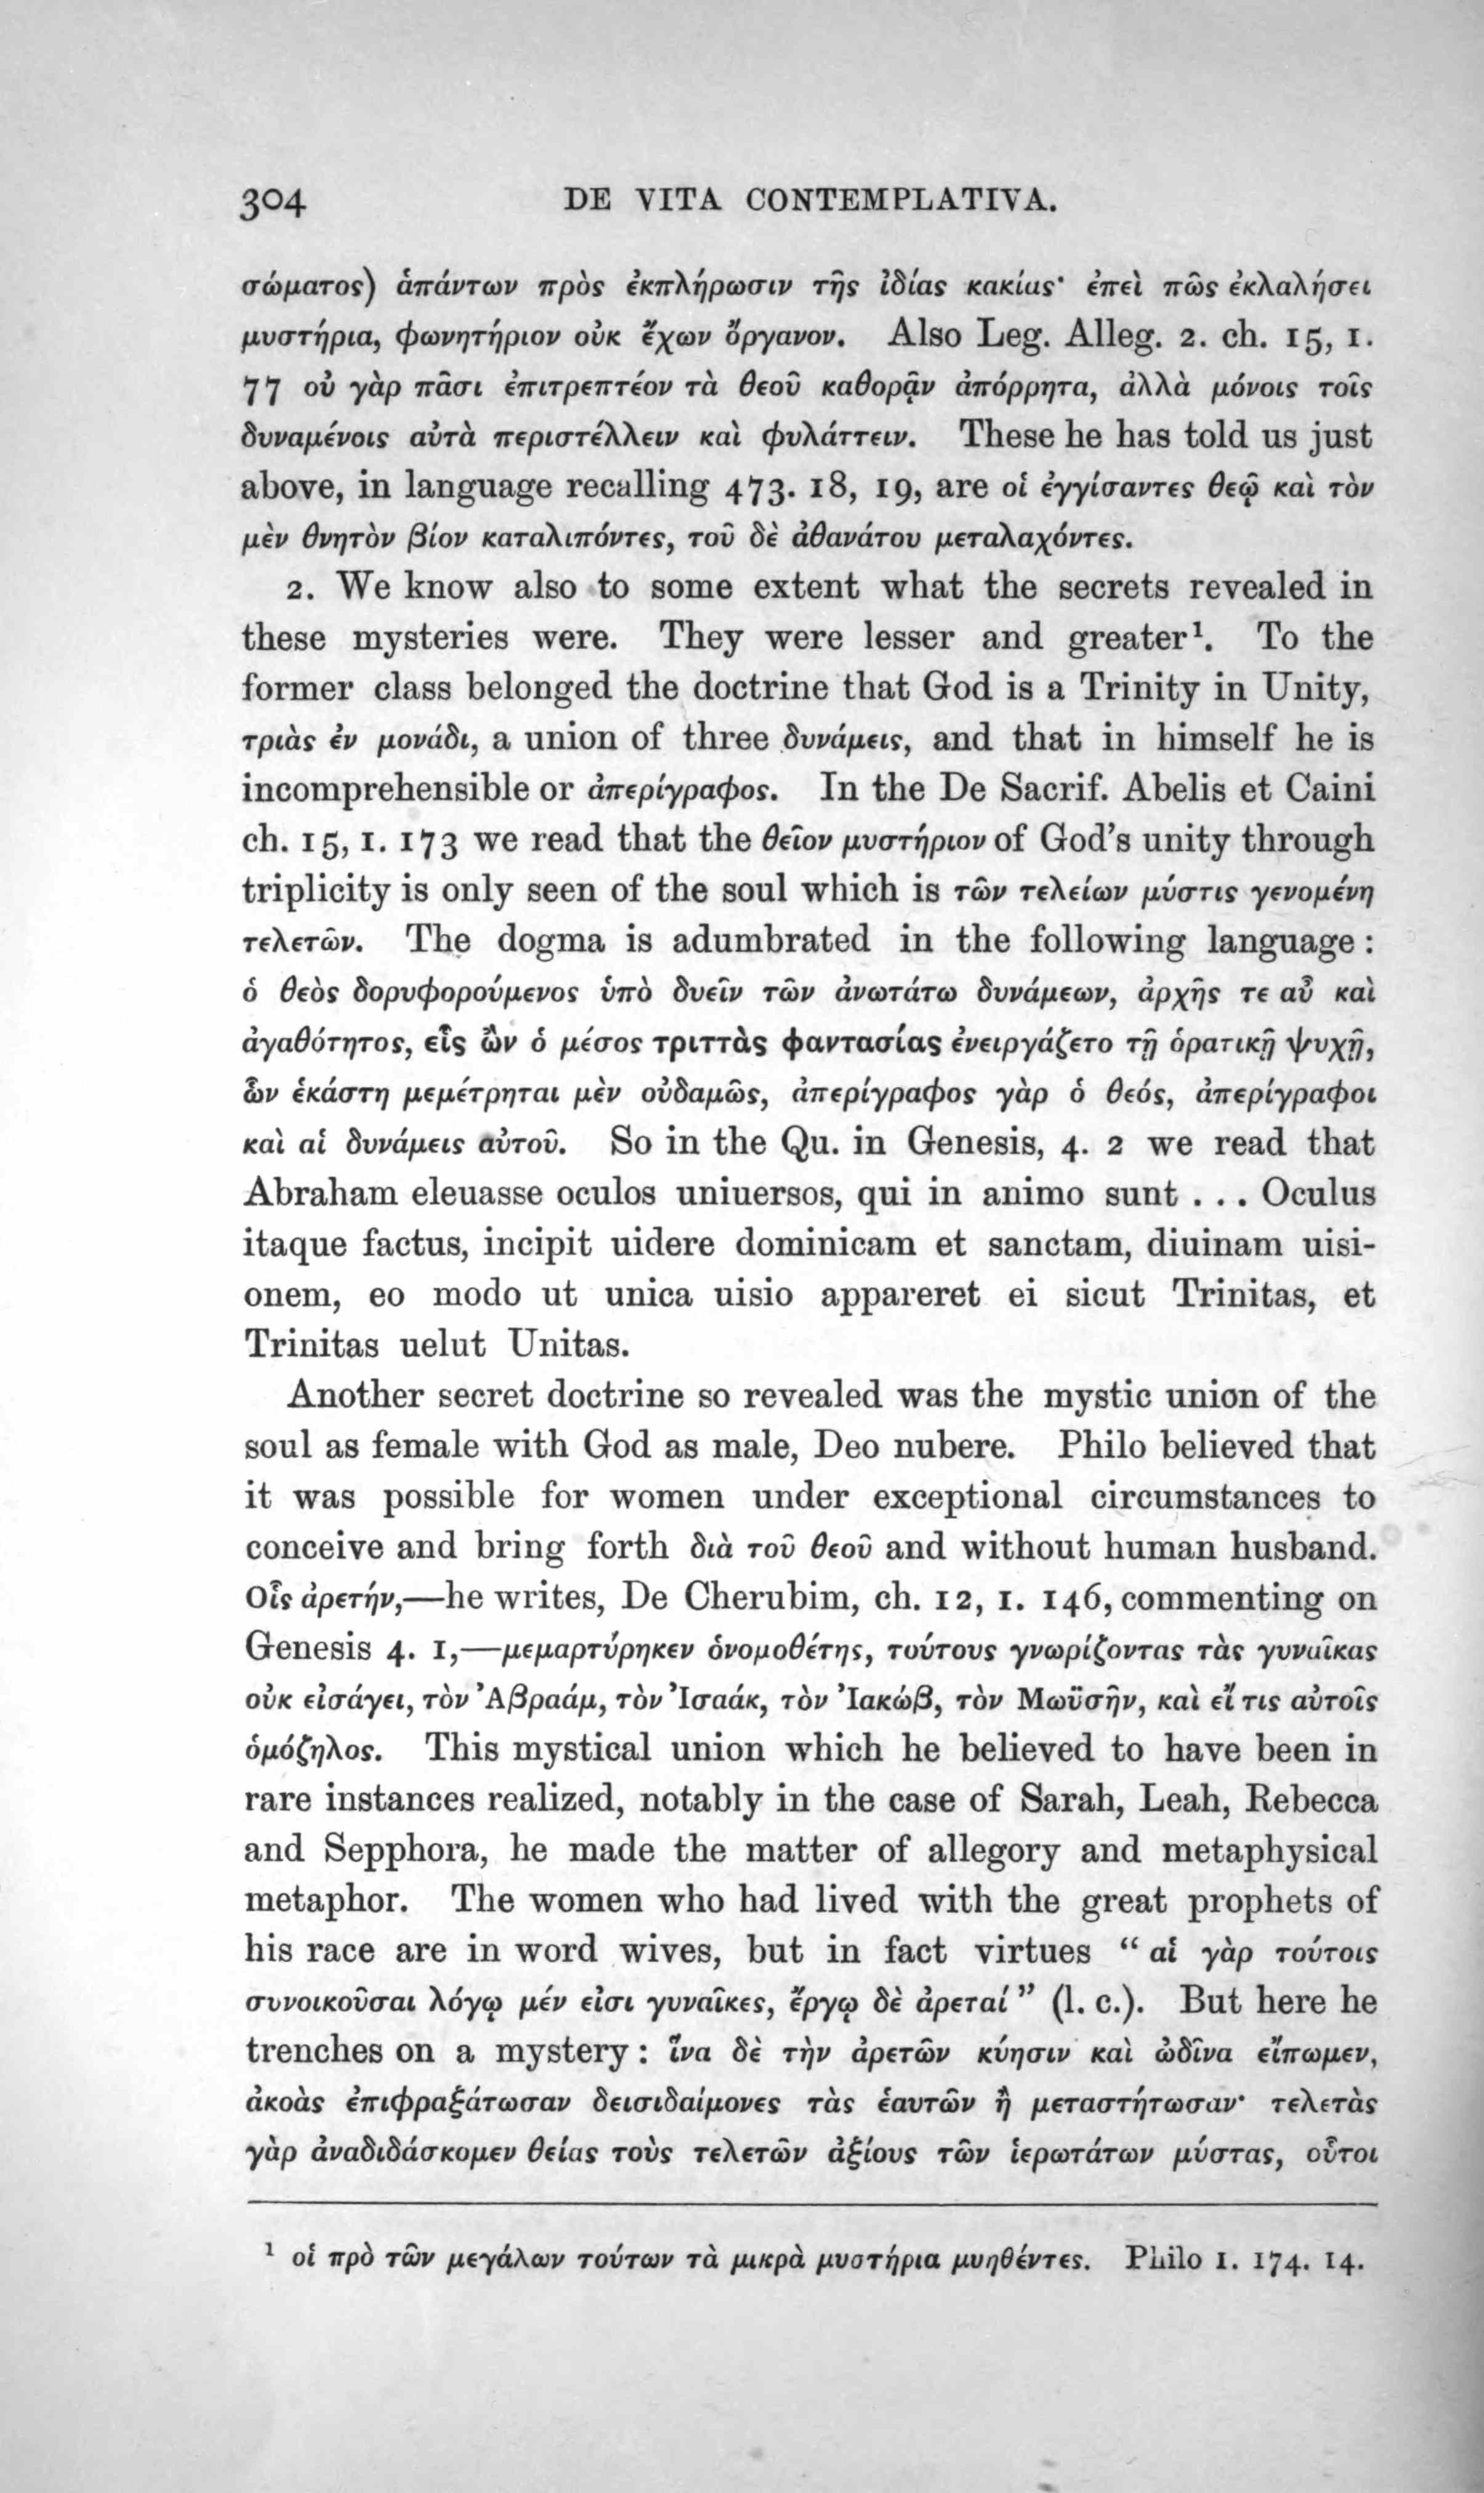 304 DE VITA CONTEMPLATIVA.
σώματος) ἁπάντων πρὸς ἐκπλήρωσιν τῆς ἰδίας κακίας· ἐπεὶ πῶς ἐκλαλήσει
μυστήρια, φωνητήριον οὐκ ἔχων ὄργανον. Also Leg. Alleg. 2. ch. 15, 1.
77 οὐ γὰρ πᾶσι ἐπιτρεπτέον τὰ θεοῦ καθορᾷν ἀπόρρητα, ἀλλὰ μόνοις τοῖς
δυναμένοις αὐτὰ περιστέλλειν καὶ φυλάττειν. These he has told us just
above, in language recalling 473. 18, 19, are οἱ ἐγγίσαντες θεῷ καὶ τὸν
μὲν θνητὸν βίον καταλιπόντες, τοῦ δὲ ἀθανάτου μεταλαχόντες.
2. We know also to some extent what the secrets revealed in
these mysteries were. They were lesser and greater¹. To the
former class belonged the doctrine that God is a Trinity in Unity,
τριὰς ἐν μονάδι, a union of three δυνάμεις, and that in himself he is
incomprehensible or ἀπερίγραφος. In the De Sacrif. Abelis et Caini
ch. 15, 1. 173 we read that the θεῖον μυστήριον of God's unity through
triplicity is only seen of the soul which is τῶν τελείων μύστις γενομένη
τελετῶν. The dogma is adumbrated in the following language :
ὁ θεὸς δορυφορούμενος ὑπὸ δυεῖν τῶν ἀνωτάτω δυνάμεων, ἀρχῆς τε αὖ καὶ
ἀγαθότητος, εἷς ὢν ὁ μέσος τριττὰς φαντασίας ἐνειργάζετο τῇ ὁρατικῇ ψυχῇ,
ὧν ἑκάστη μεμέτρηται μὲν οὐδαμῶς, ἀπερίγραφος γὰρ ὁ θεός, ἀπερίγραφοι
καὶ αἱ δυνάμεις αὐτοῦ. So in the Qu. in Genesis, 4. 2 we read that
Abraham eleuasse oculos uniuersos, qui in animo sunt . . . Oculus
itaque factus, incipit uidere dominicam et sanctam, diuinam uisi-
onem, eo modo ut unica uisio appareret ei sicut Trinitas, et
Trinitas uelut Unitas.
Another secret doctrine so revealed was the mystic union of the
soul as female with God as male, Deo nubere. Philo believed that
it was possible for women under exceptional circumstances to
conceive and bring forth διὰ τοῦ θεοῦ and without human husband.
Οἷς ἀρετήν,—he writes, De Cherubim, ch. 12, 1. 146, commenting on
Genesis 4. 1,—μεμαρτύρηκεν ὁνομοθέτης, τούτους γνωρίζοντας τὰς γυναῖκας
οὐκ εἰσάγει, τὸν Ἀβραάμ, τὸν Ἰσαάκ, τὸν Ἰακώβ, τὸν Μωϋσῆν, καὶ εἴ τις αὐτοῖς
ὁμόζηλος. This mystical union which he believed to have been in
rare instances realized, notably in the case of Sarah, Leah, Rebecca
and Sepphora, he made the matter of allegory and metaphysical
metaphor. The women who had lived with the great prophets of
his race are in word wives, but in fact virtues “ αἱ γὰρ τούτοις
συνοικοῦσαι λόγῳ μέν εἰσι γυναῖκες, ἔργῳ δὲ ἀρεταί ” (l. c.). But here he
trenches on a mystery : ἵνα δὲ τὴν ἀρετῶν κύησιν καὶ ὠδῖνα εἴπωμεν,
ἀκοὰς ἐπιφραξάτωσαν δεισιδαίμονες τὰς ἑαυτῶν ἢ μεταστήτωσαν· τελετὰς
γὰρ ἀναδιδάσκομεν θείας τοὺς τελετῶν ἀξίους τῶν ἱερωτάτων μύστας, οὗτοι
¹ οἱ πρὸ τῶν μεγάλων τούτων τὰ μικρὰ μυστήρια μυηθέντες. Philo 1. 174. 14.